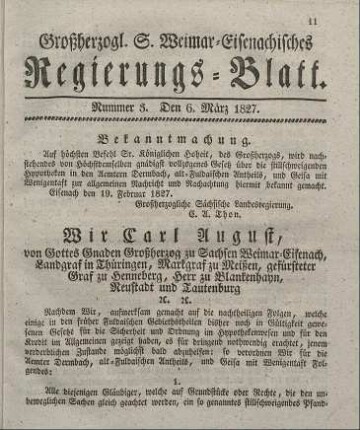 11
Großherzogl. S. Weimar-Eisenachisches
Regierungs-Blatt.
Nummer 3. Den 6. März 1827.
Bekanntmachung.
Auf höchsten Befehl Sr. Königlichen Hoheit, des Großherzogs, wird nach-
stehendes von Höchstdemselben gnädigst vollzogenes Gesetz über die stillschweigenden
Hypotheken in den Aemtern Dermbach, alt-Fuldaischen Antheils, und Geisa mit
Wenigentaft zur allgemeinen Nachricht und Nachachtung hiermit bekannt gemacht.
Eisenach den 19. Februar 1827.
Großherzogliche Sächsische Landesregierung.
C. A. Thon.
Wir Carl August,
von Gottes Gnaden Großherzog zu Sachsen Weimar-Eisenach,
Landgraf in Thüringen, Markgraf zu Meißen, gefürsteter
Graf zu Henneberg, Herr zu Blankenhayn,
Neustadt und Tautenburg
ꝛc. ꝛc.
Nachdem Wir, aufmerksam gemacht auf die nachtheiligen Folgen, welche
einige in den früher Fuldaischen Gebietstheilen bisher noch in Gültigkeit gewe-
senen Gesetze für die Sicherheit und Ordnung im Hypothekenwesen und für den
Kredit im Allgemeinen gezeigt haben, es für dringend nothwendig erachtet, jenem
vorderblichen Zustande möglichst bald abzuhelfen: so verordnen Wir für die
Aemter Dermbach, alt-Fuldaischen Antheils, und Geisa mit Wenigentaft Fol-
gendes:
1.
Alle diejenigen Gläubiger, welche auf Grundstücke oder Rechte, die den un-
beweglichen Sachen gleich geachtet werden, ein so genanntes stillschweigendes Pfand-